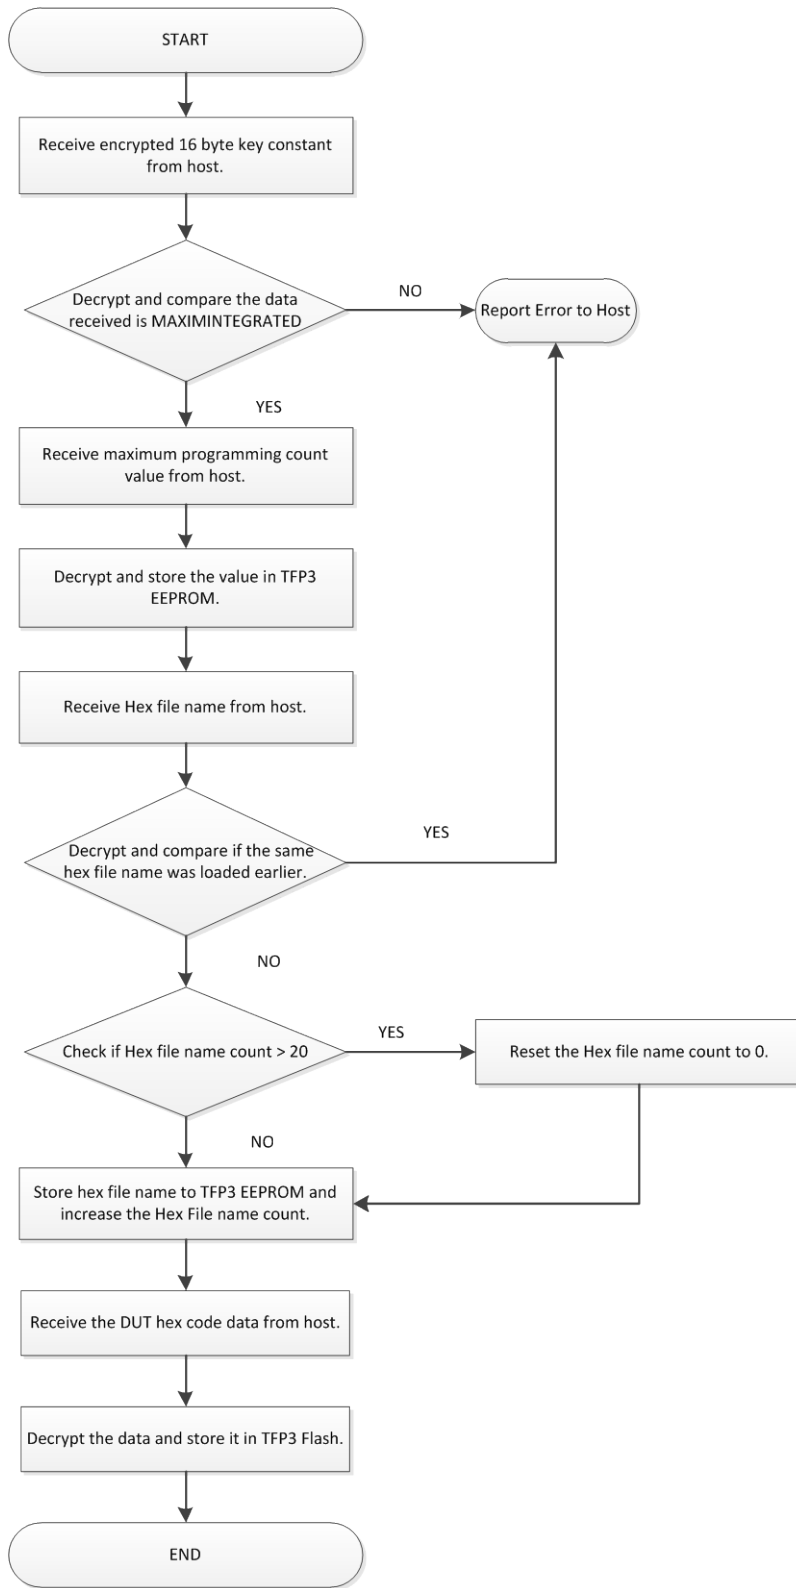 START
Receive encrypted 16 byte key constant
from host.
Decrypt and compare the data
received is MAXIMINTEGRATED
NO
Report Error to Host
YES
Receive maximum programming count
value from host.
Decrypt and store the value in TFP3
EEPROM.
Receive Hex file name from host.
Decrypt and compare if the same
hex file name was loaded earlier.
YES
NO
Check if Hex file name count > 20
YES
Reset the Hex file name count to 0.
NO
Store hex file name to TFP3 EEPROM and
increase the Hex File name count.
Receive the DUT hex code data from host.
Decrypt the data and store it in TFP3 Flash.
END